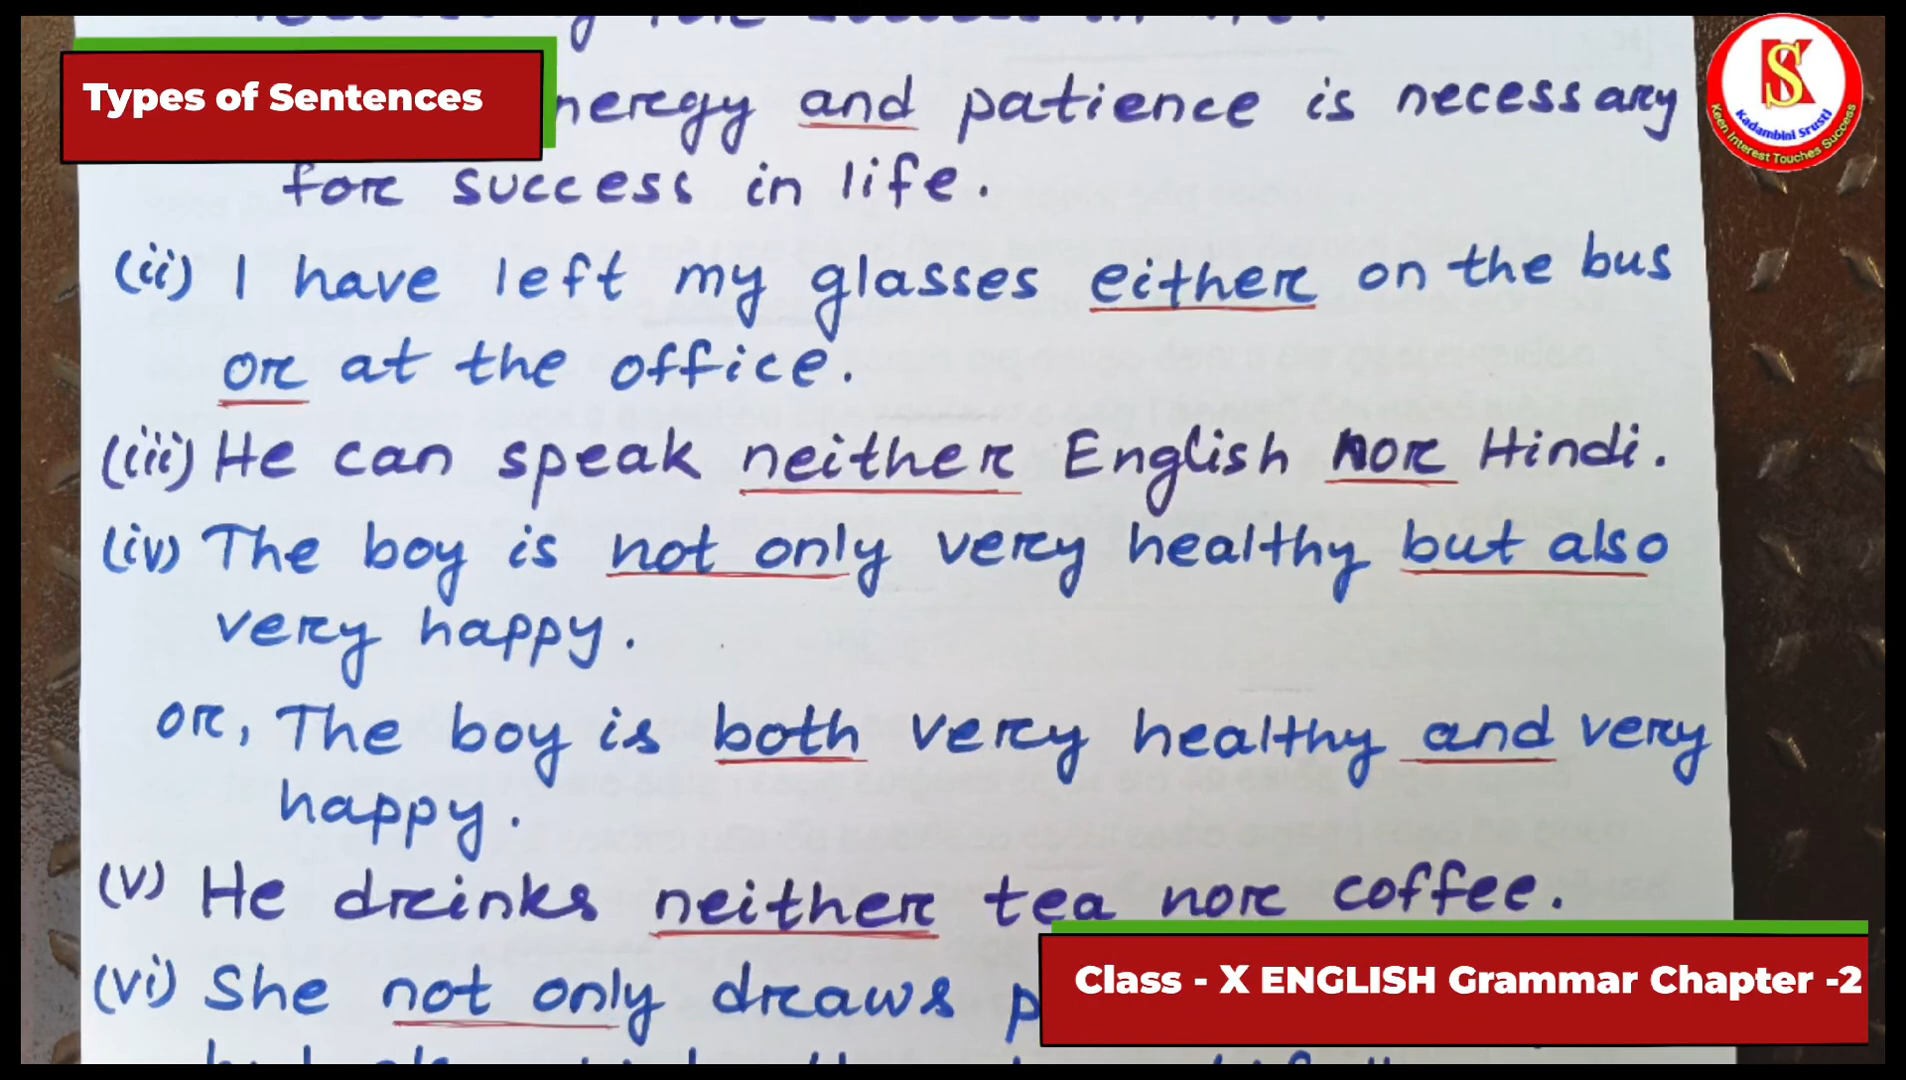 Types of Sentences
neregy and patience is necessary
for success in life.
(ii) I have left my glasses either on the bus
or at the office.
(iii) He can speak neither English nor Hindi.
(iv) The boy is not only very healthy but also
very happy.
or, The boy is both very healthy and very
happy.
(v) He drinks neither tea nor coffee.
(vi) She not only draws p
Class - X ENGLISH Grammar Chapter -2
KS
Kadambini Srusti
Keen Interest Touches Success